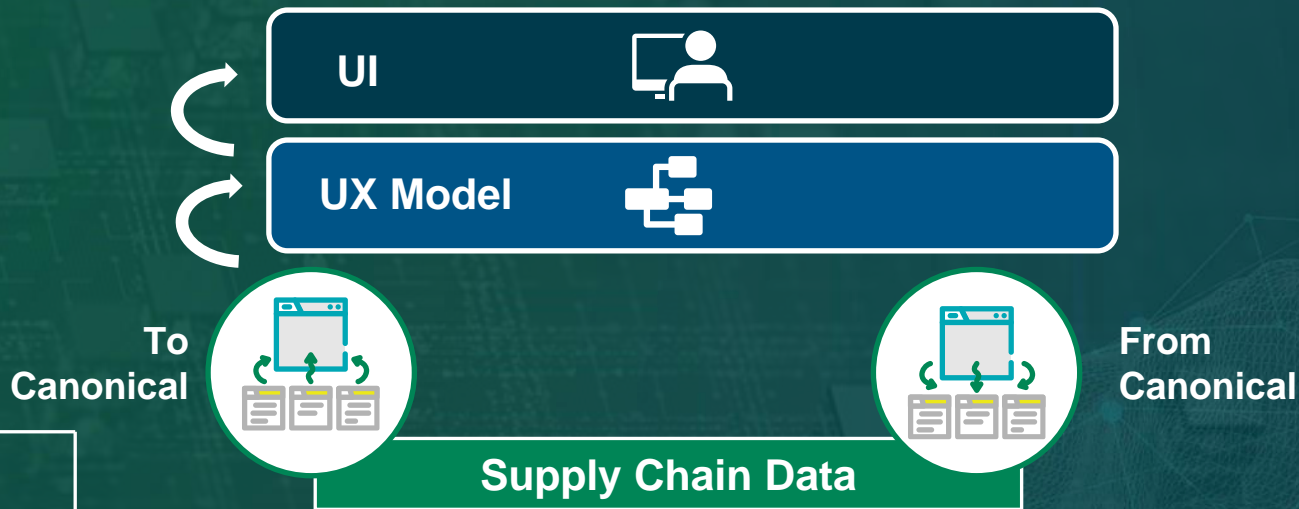 UI
UX Model
To
Canonical
From
Canonical
Supply Chain Data